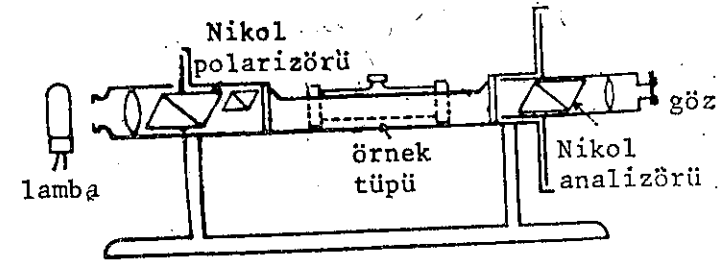 Nikol
polarizörü
lamba
örnek
tüpü
göz
Nikol
analizörü